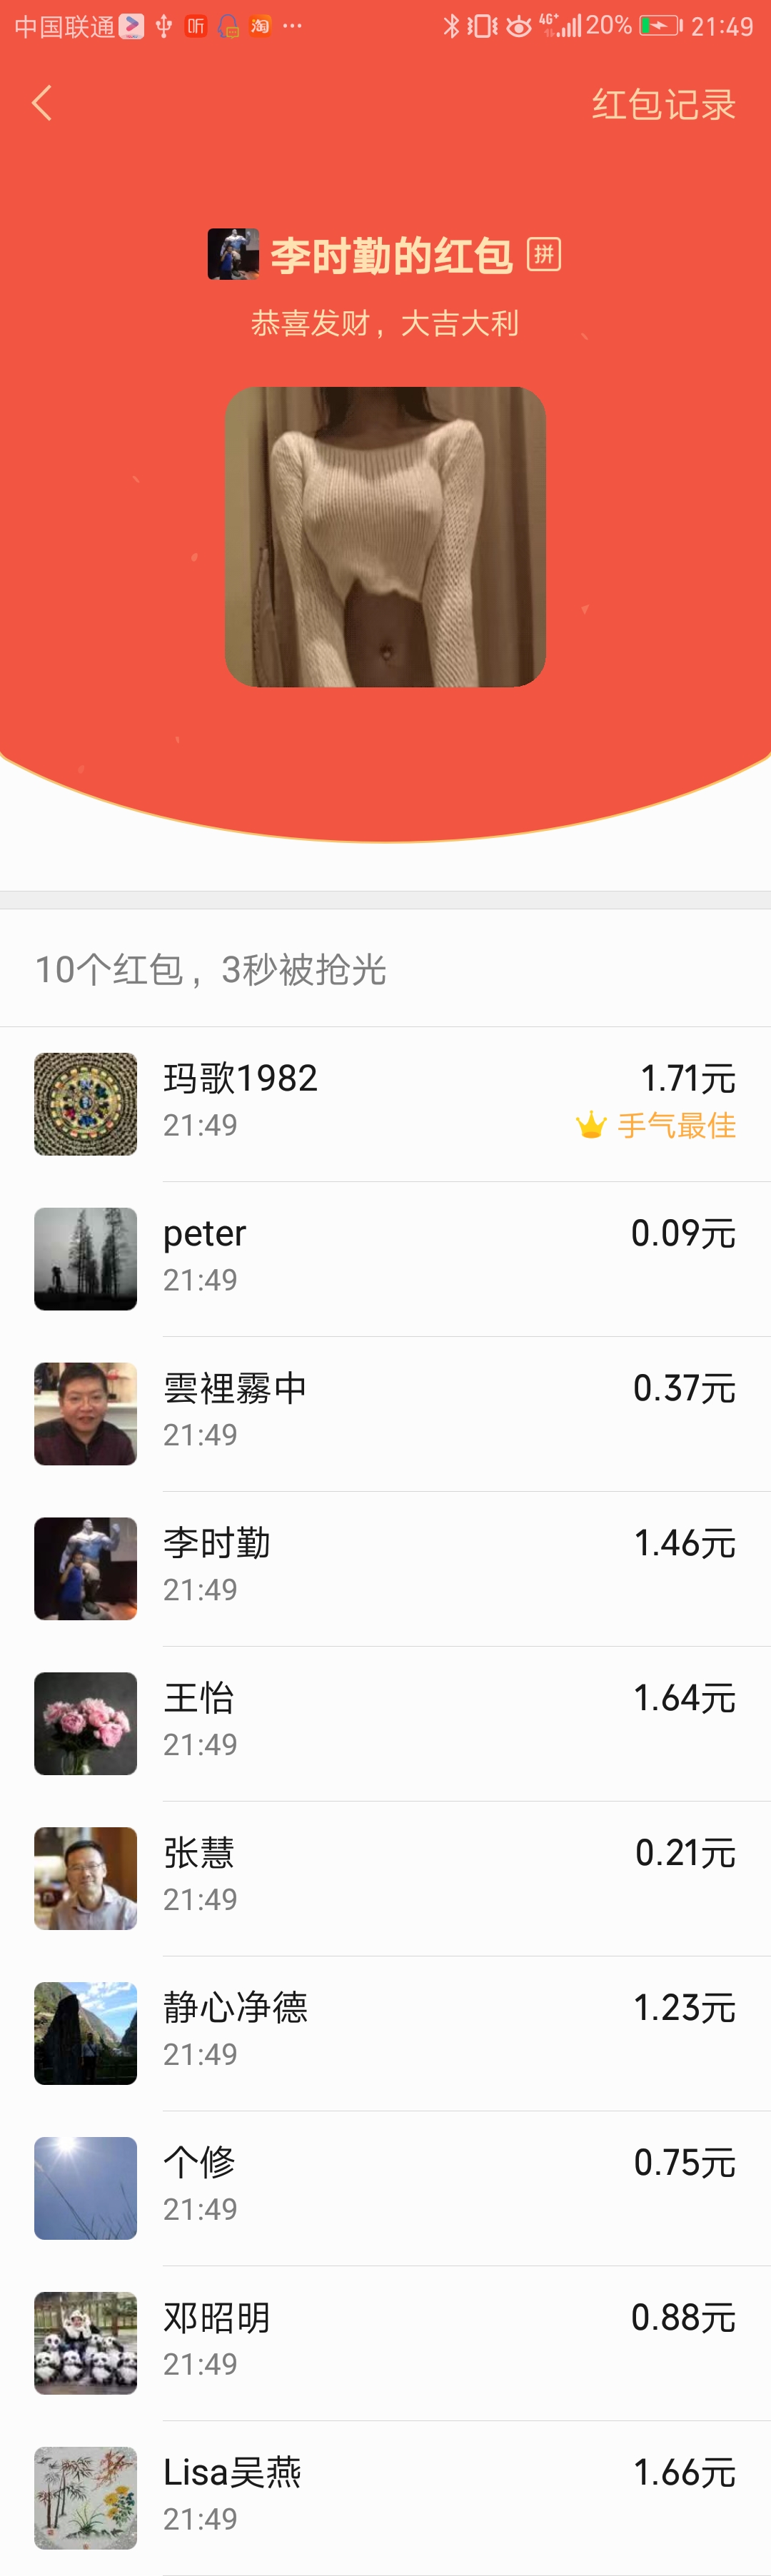 中国联通 听 淘 ··· 4G+ 20% 21:49
红包记录
李时勤的红包 拼
恭喜发财，大吉大利
10个红包，3秒被抢光
玛歌1982 1.71元
21:49 手气最佳
peter 0.09元
21:49
雲裡霧中 0.37元
21:49
李时勤 1.46元
21:49
王怡 1.64元
21:49
张慧 0.21元
21:49
静心净德 1.23元
21:49
个修 0.75元
21:49
邓昭明 0.88元
21:49
Lisa吴燕 1.66元
21:49